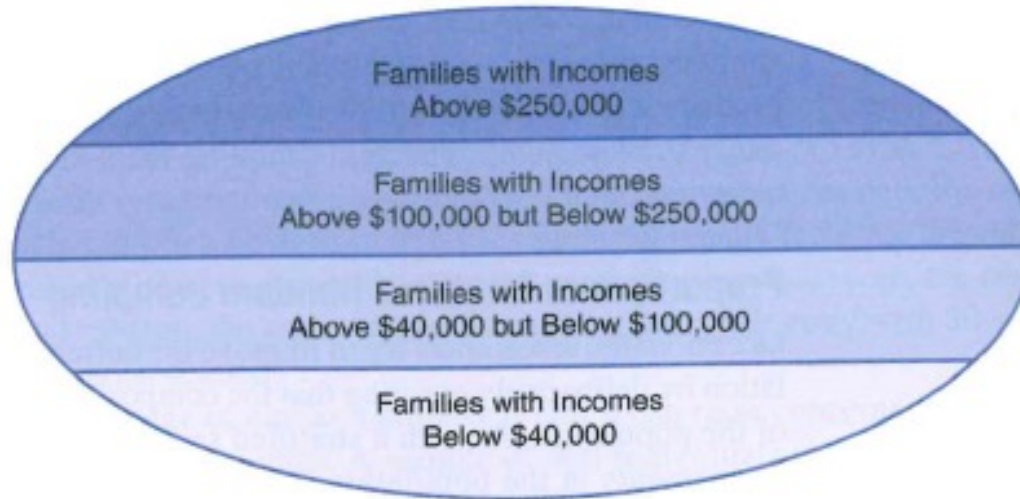 Families with Incomes
Above $250,000
Families with Incomes
Above $100,000 but Below $250,000
Families with Incomes
Above $40,000 but Below $100,000
Families with Incomes
Below $40,000